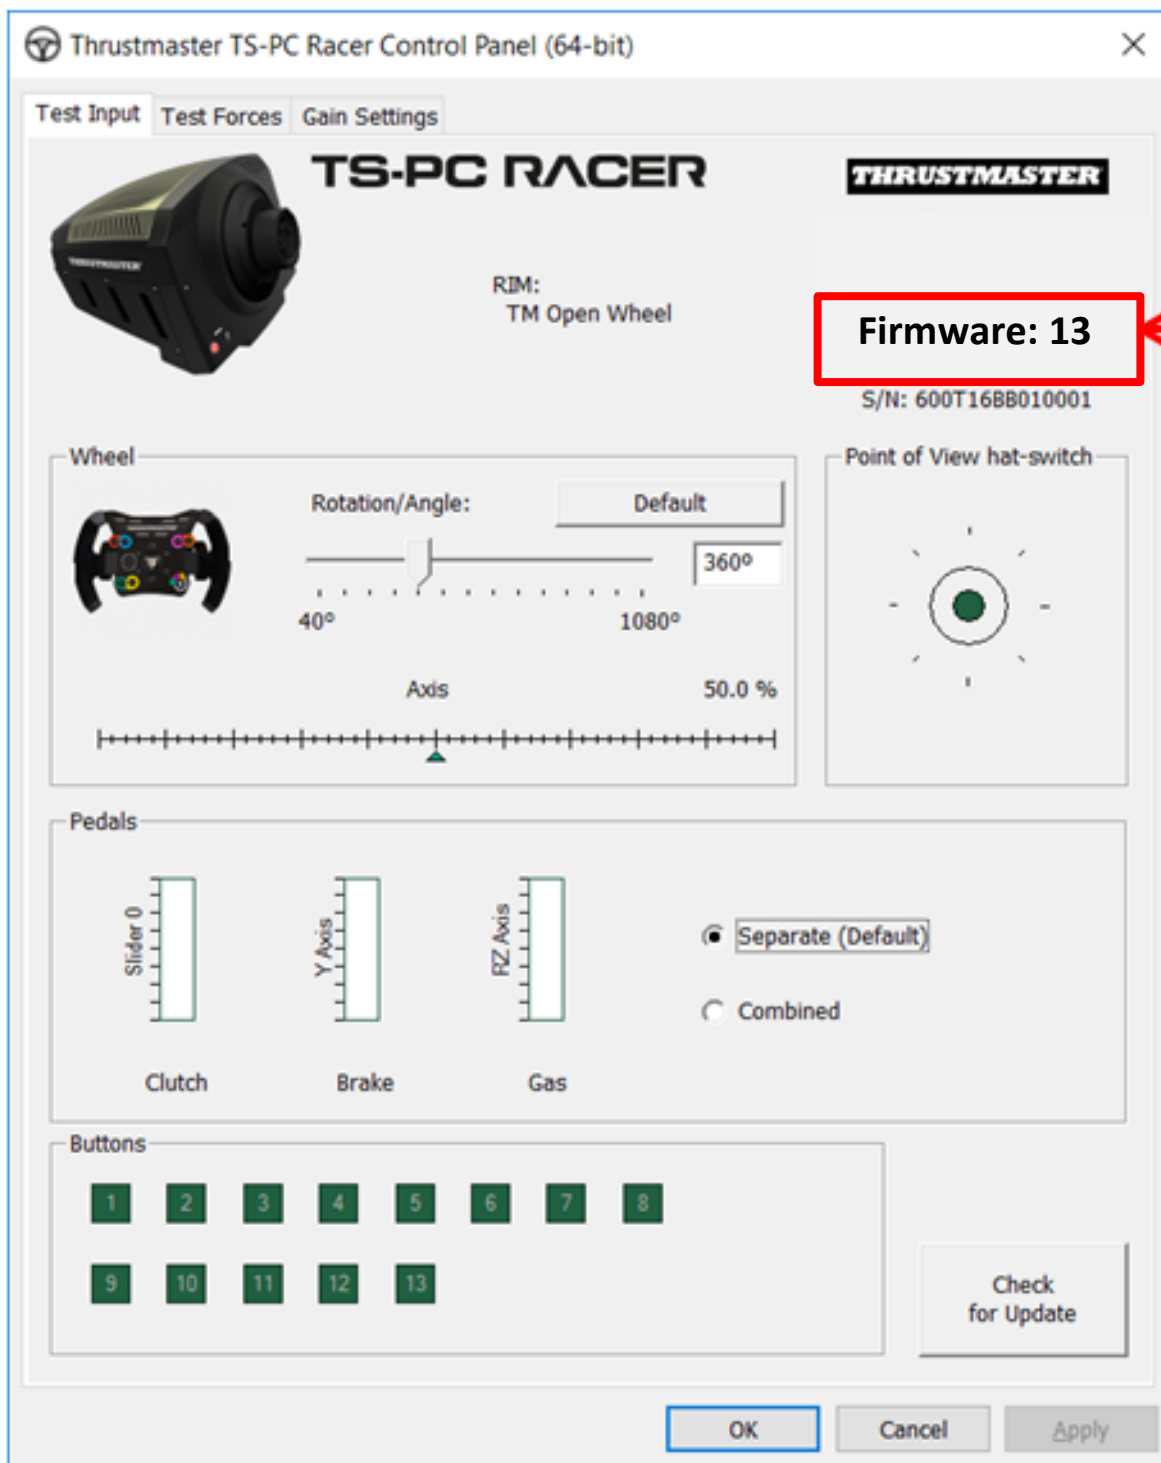 Thrustmaster TS-PC Racer Control Panel (64-bit)
Test Input Test Forces Gain Settings
TS-PC RACER
THRUSTMASTER
THRUSTMASTER
RIM:
TM Open Wheel
Firmware: 13
S/N: 600T16BB010001
Wheel
Rotation/Angle:
Default
360º
40º
1080º
Axis
50.0 %
Point of View hat-switch
Pedals
Slider 0
Y Axis
RZ Axis
Clutch
Brake
Gas
Separate (Default)
Combined
Buttons
1 2 3 4 5 6 7 8
9 10 11 12 13
Check
for Update
OK Cancel Apply